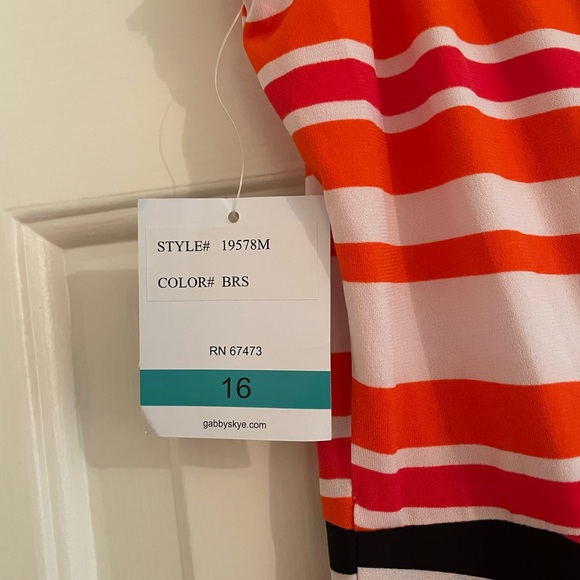 STYLE# 19578M
COLOR# BRS
RN 67473
16
gabbyskye.com